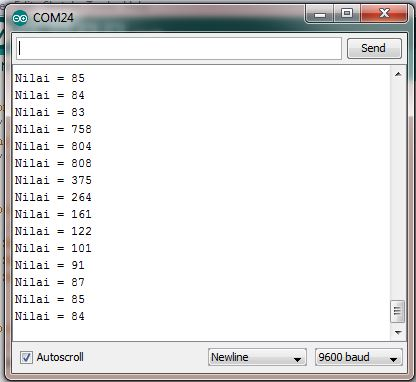 COM24
Send
Nilai = 85
Nilai = 84
Nilai = 83
Nilai = 758
Nilai = 804
Nilai = 808
Nilai = 375
Nilai = 264
Nilai = 161
Nilai = 122
Nilai = 101
Nilai = 91
Nilai = 87
Nilai = 85
Nilai = 84
Autoscroll
Newline
9600 baud